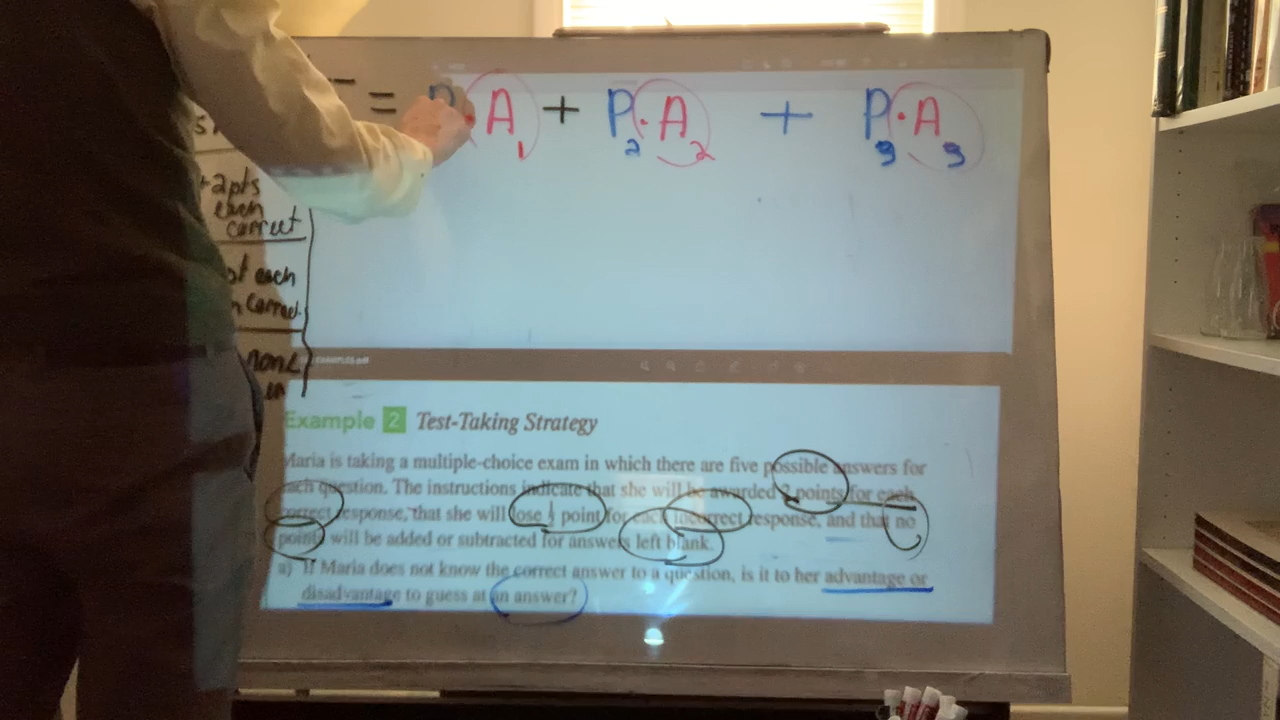 = P · A1 + P2 · A2 + P3 · A3
+2pts
each
correct
each
none
Example 2 Test-Taking Strategy
Maria is taking a multiple-choice exam in which there are five possible answers for
each question. The instructions indicate that she will be awarded 2 points for each
correct response, that she will lose ½ point for each incorrect response, and that no
points will be added or subtracted for answers left blank.
a) If Maria does not know the correct answer to a question, is it to her advantage or
disadvantage to guess at an answer?